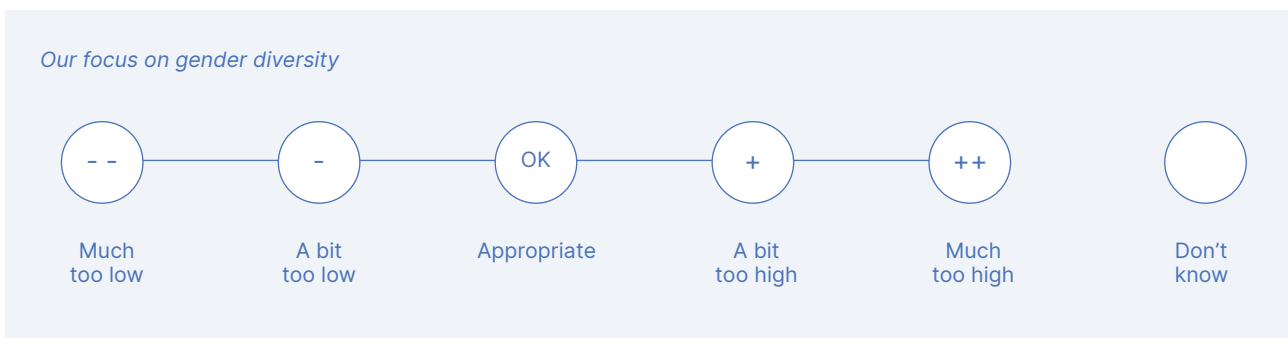 Our focus on gender diversity
- - - OK + ++
Much A bit Appropriate A bit Much Don’t
too low too low too high too high know